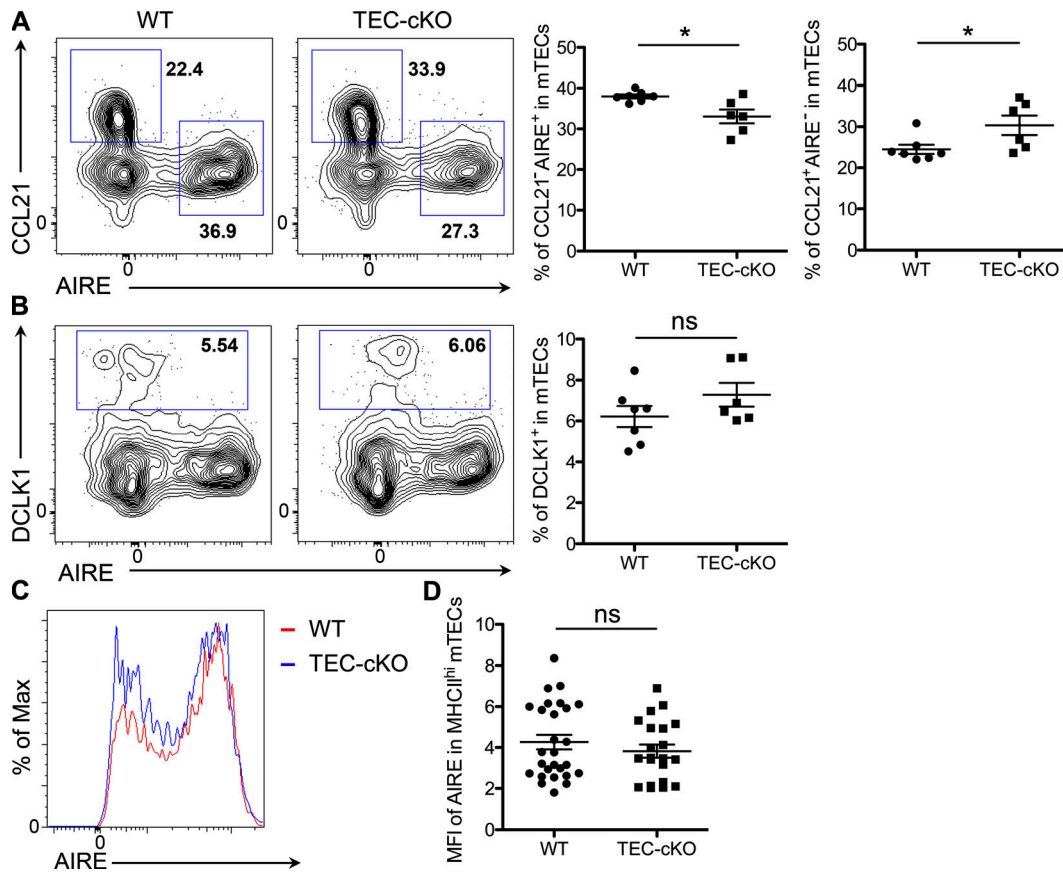 A
WT
TEC-cKO
CCL21
22.4
36.9
0
0
33.9
27.3
0
AIRE
% of CCL21⁻AIRE⁺ in mTECs
50
40
30
20
10
0
*
WT
TEC-cKO
% of CCL21⁺AIRE⁻ in mTECs
50
40
30
20
10
0
*
WT
TEC-cKO
B
DCLK1
5.54
0
0
6.06
0
AIRE
% of DCLK1⁺ in mTECs
10
8
6
4
2
0
ns
WT
TEC-cKO
C
% of Max
0
0
AIRE
WT
TEC-cKO
D
MFI of AIRE in MHCIIʰⁱ mTECs
10
8
6
4
2
0
ns
WT
TEC-cKO